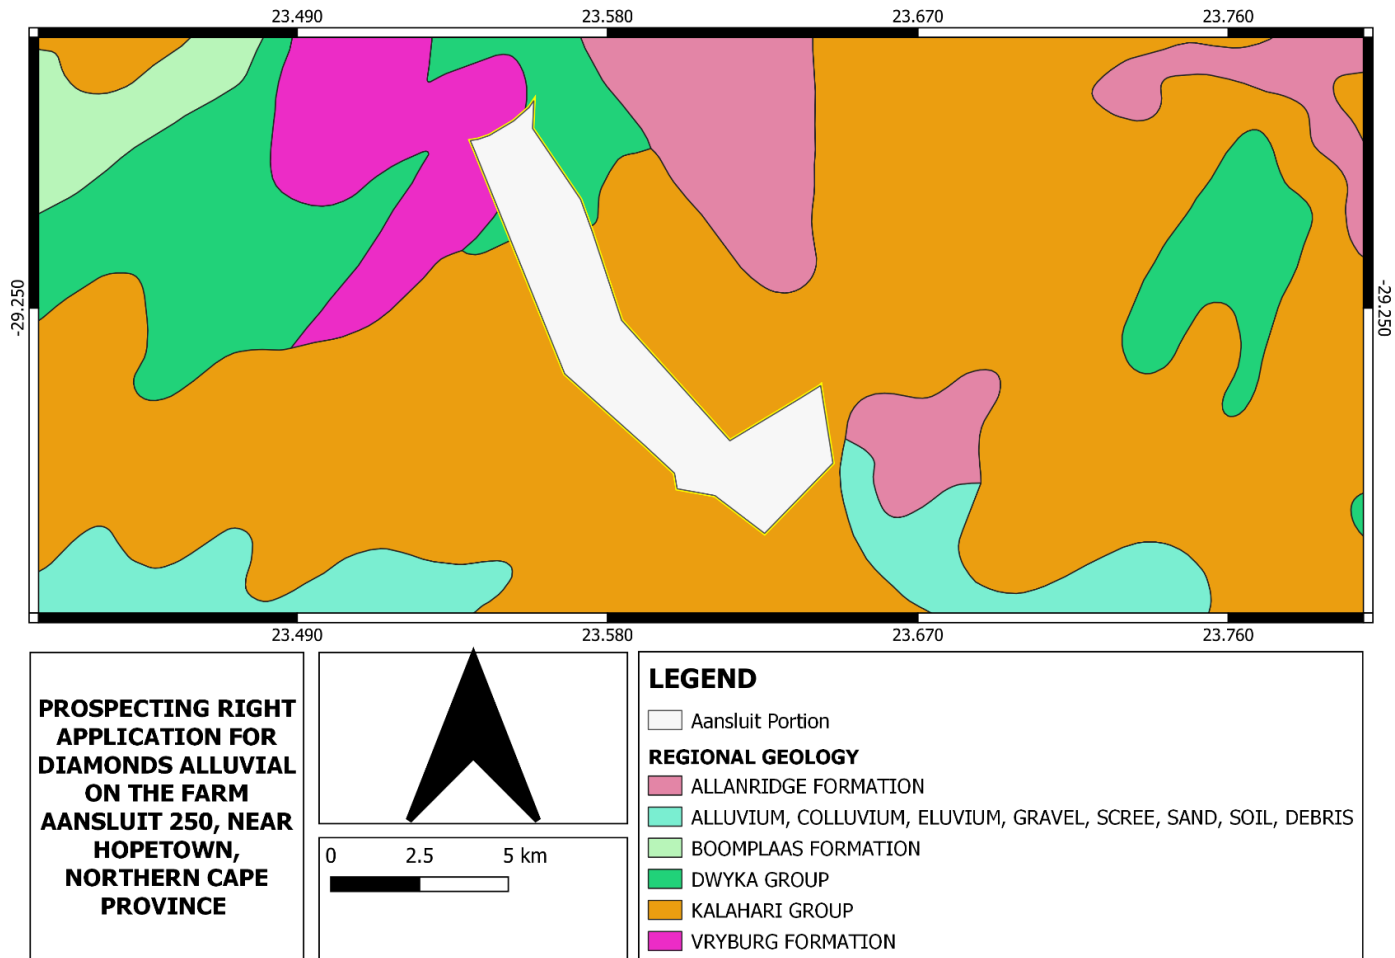 23.490 23.580 23.670 23.760
-29.250 -29.250
23.490 23.580 23.670 23.760
PROSPECTING RIGHT
APPLICATION FOR
DIAMONDS ALLUVIAL
ON THE FARM
AANSLUIT 250, NEAR
HOPETOWN,
NORTHERN CAPE
PROVINCE
0 2.5 5 km
LEGEND
Aansluit Portion
REGIONAL GEOLOGY
ALLANRIDGE FORMATION
ALLUVIUM, COLLUVIUM, ELUVIUM, GRAVEL, SCREE, SAND, SOIL, DEBRIS
BOOMPLAAS FORMATION
DWYKA GROUP
KALAHARI GROUP
VRYBURG FORMATION